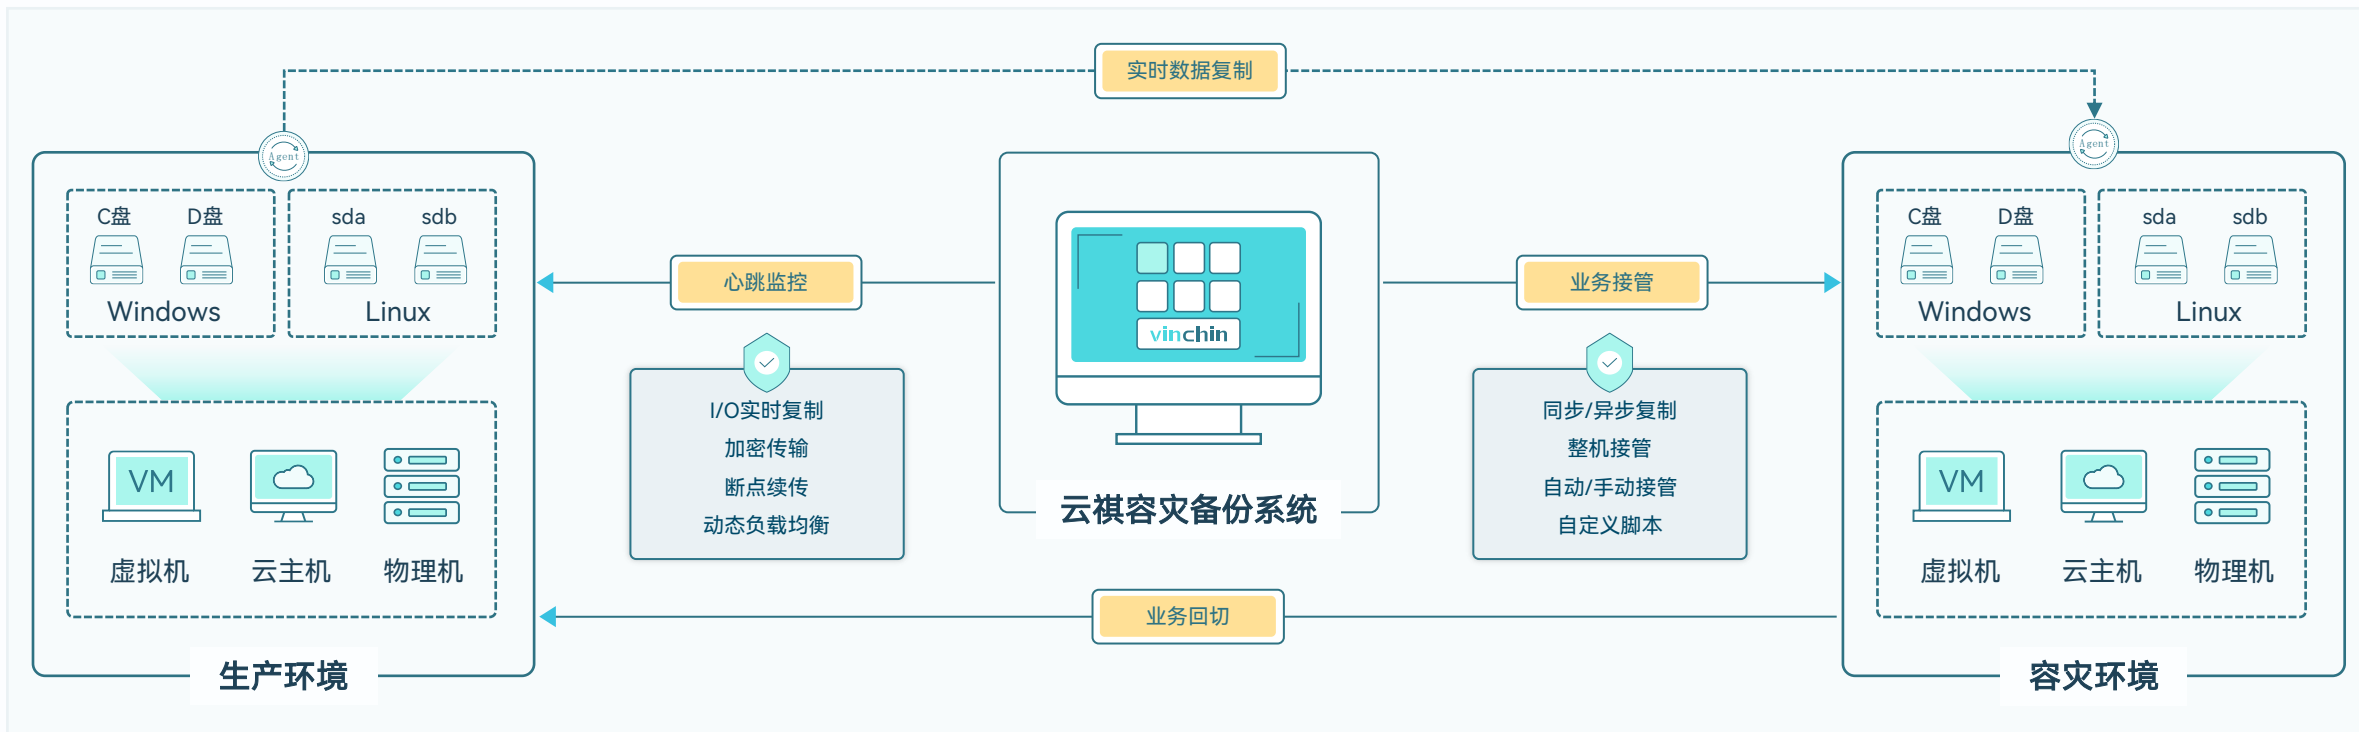 实时数据复制
Agent
C盘 D盘
Windows
sda sdb
Linux
VM
虚拟机 云主机 物理机
生产环境
心跳监控
I/O实时复制
加密传输
断点续传
动态负载均衡
vinchin
云祺容灾备份系统
业务接管
同步/异步复制
整机接管
自动/手动接管
自定义脚本
业务回切
Agent
C盘 D盘
Windows
sda sdb
Linux
VM
虚拟机 云主机 物理机
容灾环境